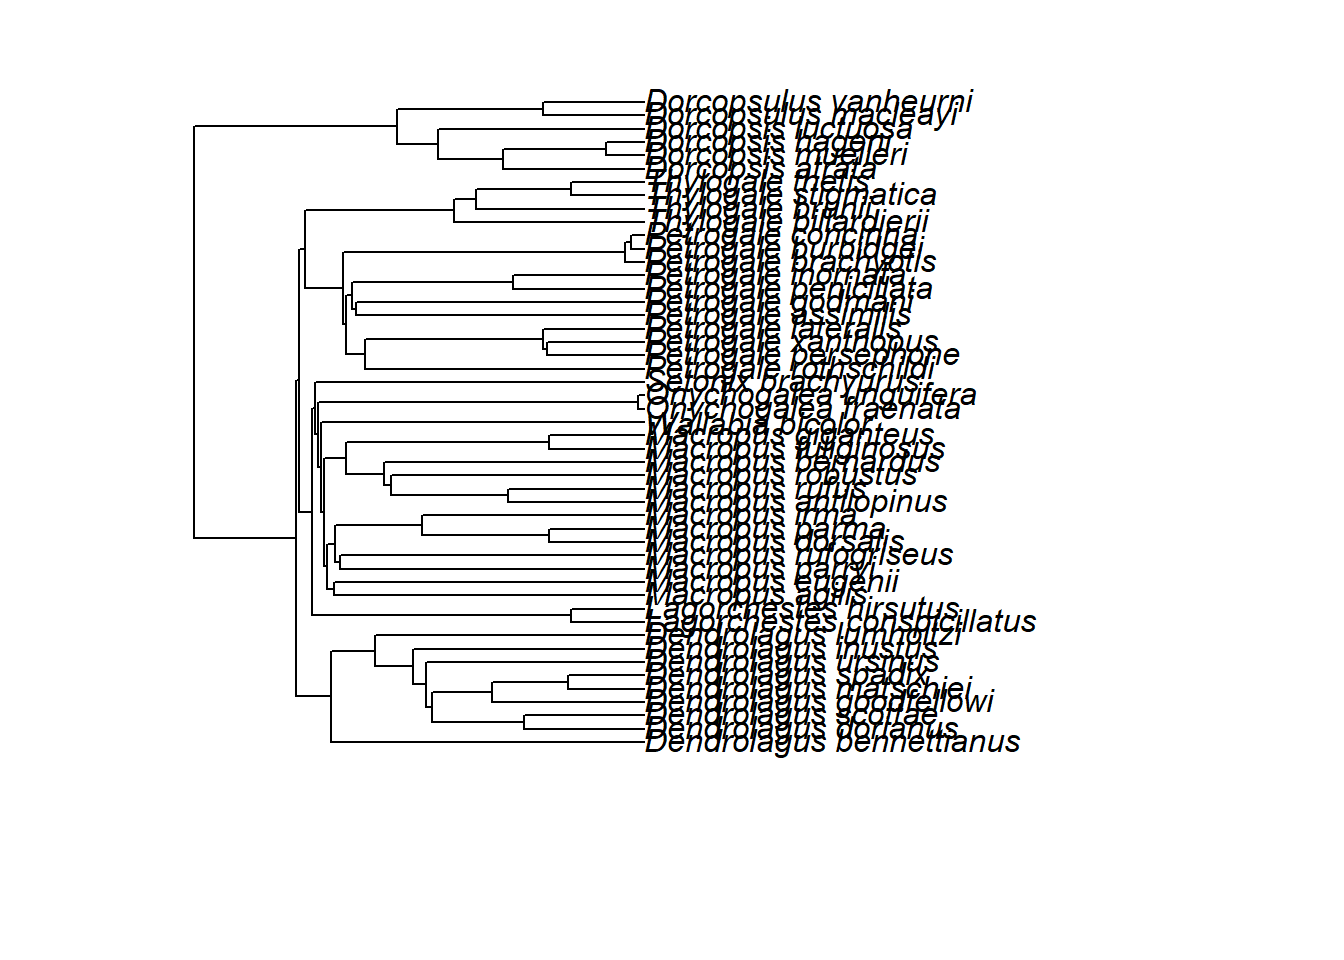 Dorcopsulus vanheurni
Dorcopsulus macleayi
Dorcopsis luctuosa
Dorcopsis hageni
Dorcopsis muelleri
Dorcopsis atrata
Thylogale thetis
Thylogale stigmatica
Thylogale brunii
Thylogale billardierii
Petrogale concinna
Petrogale burbidgei
Petrogale brachyotis
Petrogale inornata
Petrogale penicillata
Petrogale godmani
Petrogale assimilis
Petrogale lateralis
Petrogale xanthopus
Petrogale persephone
Petrogale rothschildi
Setonix brachyurus
Onychogalea unguifera
Onychogalea fraenata
Wallabia bicolor
Macropus giganteus
Macropus fuliginosus
Macropus bernardus
Macropus robustus
Macropus rufus
Macropus antilopinus
Macropus irma
Macropus parma
Macropus dorsalis
Macropus rufogriseus
Macropus parryi
Macropus eugenii
Macropus agilis
Lagorchestes hirsutus
Lagorchestes conspicillatus
Dendrolagus lumholtzi
Dendrolagus inustus
Dendrolagus ursinus
Dendrolagus spadix
Dendrolagus matschiei
Dendrolagus goodfellowi
Dendrolagus scottae
Dendrolagus dorianus
Dendrolagus bennettianus